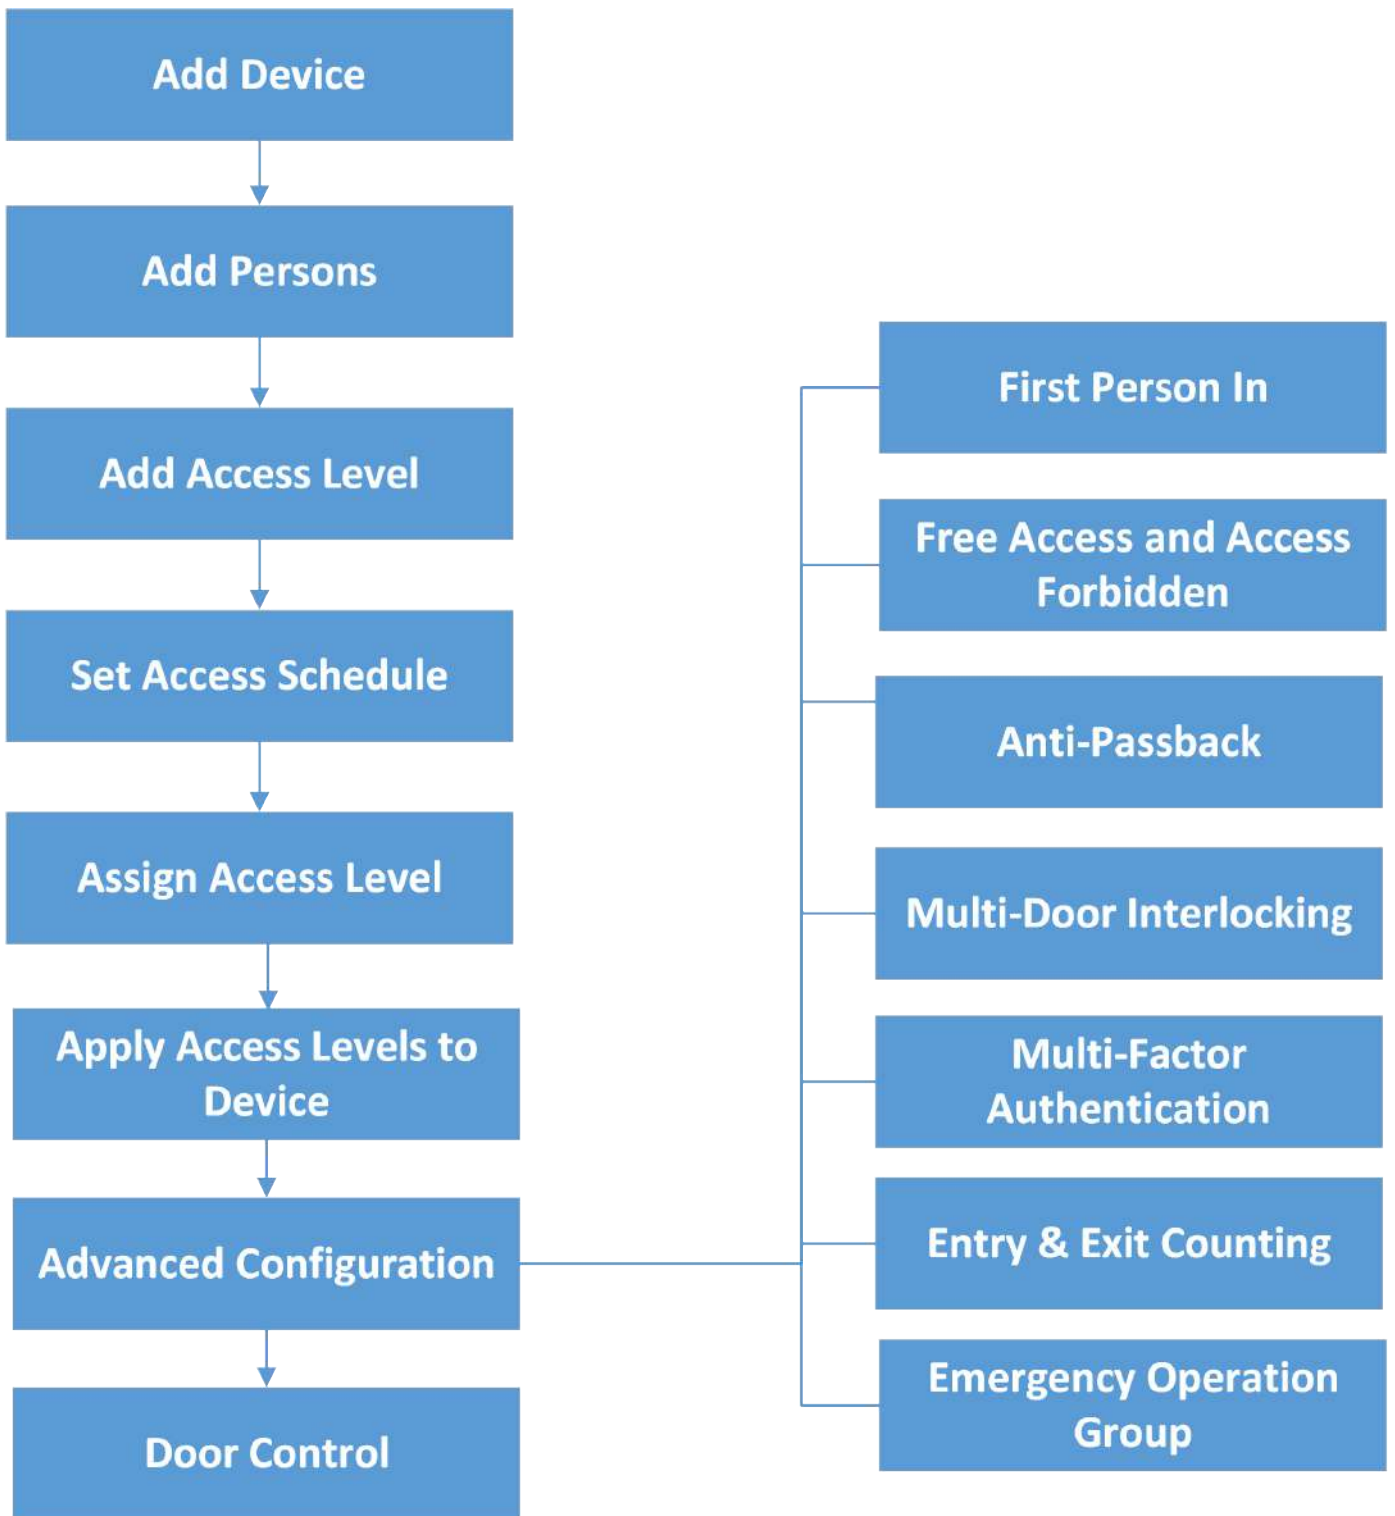 Add Device
Add Persons
Add Access Level
Set Access Schedule
Assign Access Level
Apply Access Levels to
Device
Advanced Configuration
Door Control
First Person In
Free Access and Access
Forbidden
Anti-Passback
Multi-Door Interlocking
Multi-Factor
Authentication
Entry & Exit Counting
Emergency Operation
Group